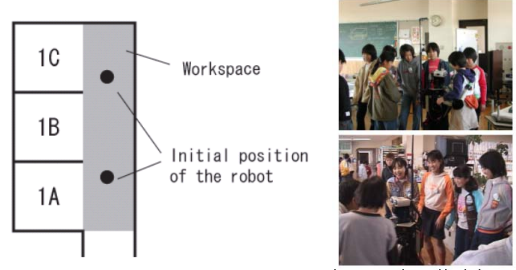 1C
Workspace
1B
Initial position
of the robot
1A